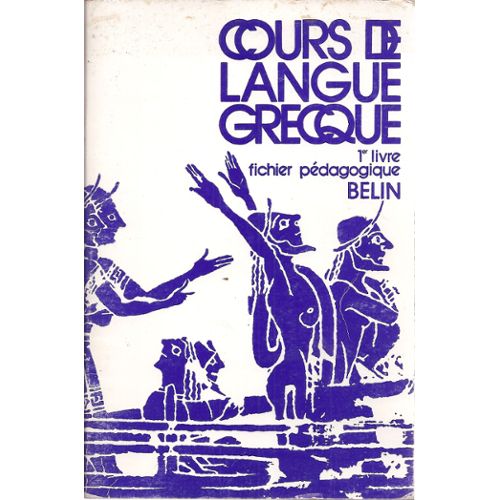 COURS DE
LANGUE
GRECQUE
1er livre
fichier pédagogique
BELIN